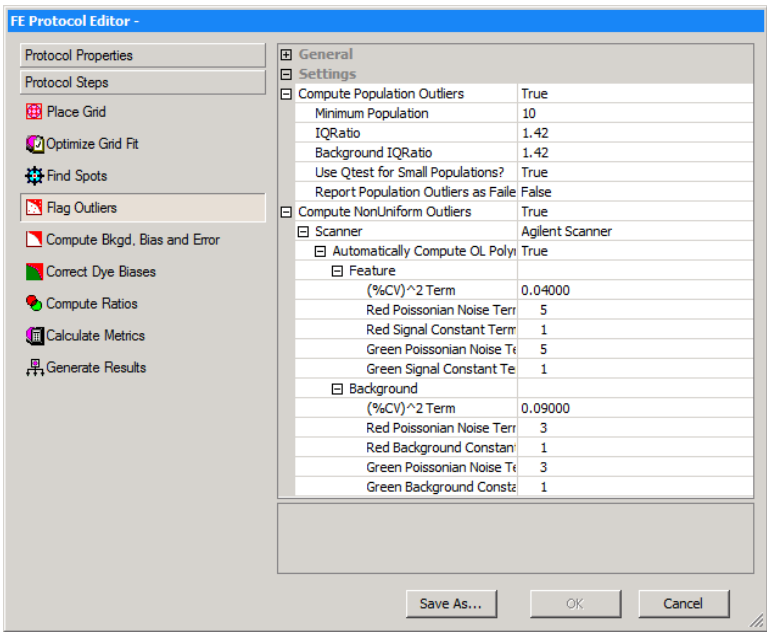 FE Protocol Editor -
Protocol Properties
Protocol Steps
Place Grid
Optimize Grid Fit
Find Spots
Flag Outliers
Compute Bkgd, Bias and Error
Correct Dye Biases
Compute Ratios
Calculate Metrics
Generate Results
General
Settings
Compute Population Outliers True
Minimum Population 10
IQRatio 1.42
Background IQRatio 1.42
Use Qtest for Small Populations? True
Report Population Outliers as Faile False
Compute NonUniform Outliers True
Scanner Agilent Scanner
Automatically Compute OL Polyn True
Feature
(%CV)^2 Term 0.04000
Red Poissonian Noise Term 5
Red Signal Constant Term 1
Green Poissonian Noise Te 5
Green Signal Constant Te 1
Background
(%CV)^2 Term 0.09000
Red Poissonian Noise Term 3
Red Background Constant 1
Green Poissonian Noise Te 3
Green Background Consta 1
Save As... OK Cancel